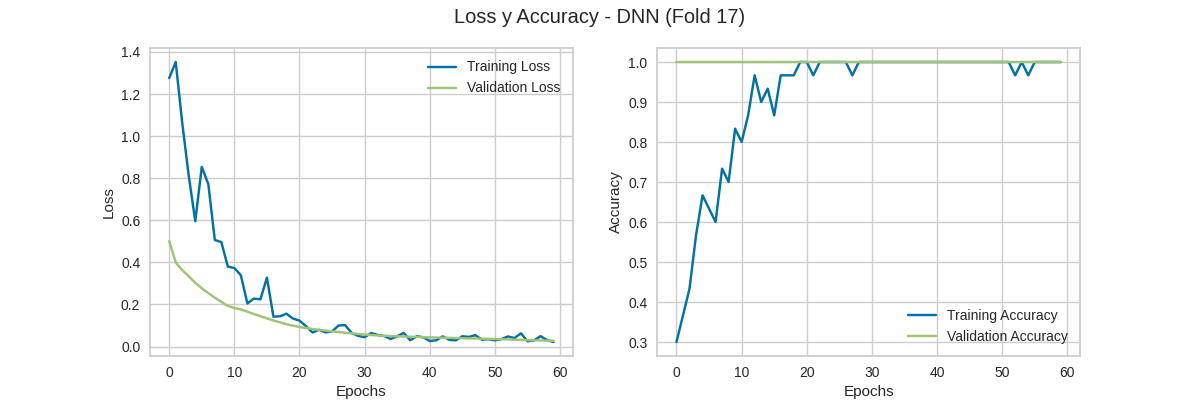 Loss y Accuracy - DNN (Fold 17)
1.4
1.2
1.0
0.8
0.6
0.4
0.2
0.0
Loss
0 10 20 30 40 50 60
Epochs
Training Loss
Validation Loss
1.0
0.9
0.8
0.7
0.6
0.5
0.4
0.3
Accuracy
0 10 20 30 40 50 60
Epochs
Training Accuracy
Validation Accuracy